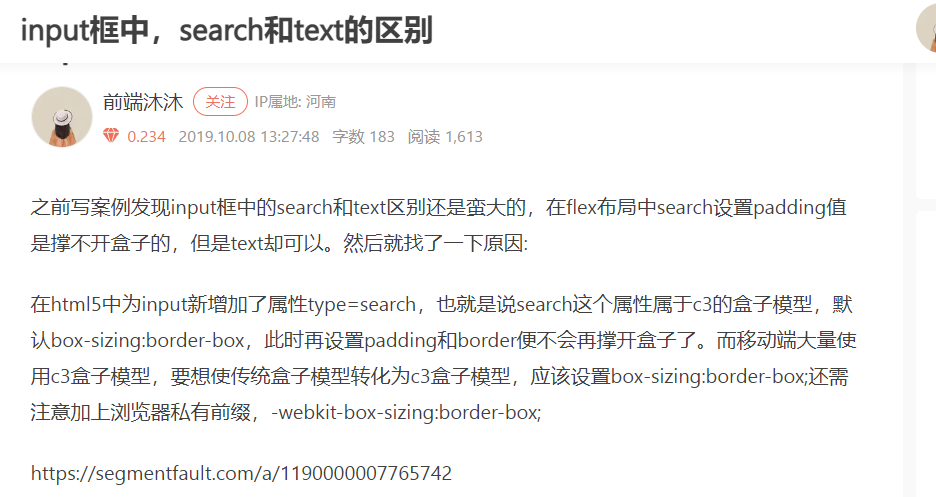 input框中，search和text的区别
前端沐沐 关注 IP属地: 河南
0.234 2019.10.08 13:27:48 字数 183 阅读 1,613
之前写案例发现input框中的search和text区别还是蛮大的，在flex布局中search设置padding值
是撑不开盒子的，但是text却可以。然后就找了一下原因:
在html5中为input新增加了属性type=search，也就是说search这个属性属于c3的盒子模型，默
认box-sizing:border-box，此时再设置padding和border便不会再撑开盒子了。而移动端大量使
用c3盒子模型，要想使传统盒子模型转化为c3盒子模型，应该设置box-sizing:border-box;还需
注意加上浏览器私有前缀，-webkit-box-sizing:border-box;
https://segmentfault.com/a/1190000007765742